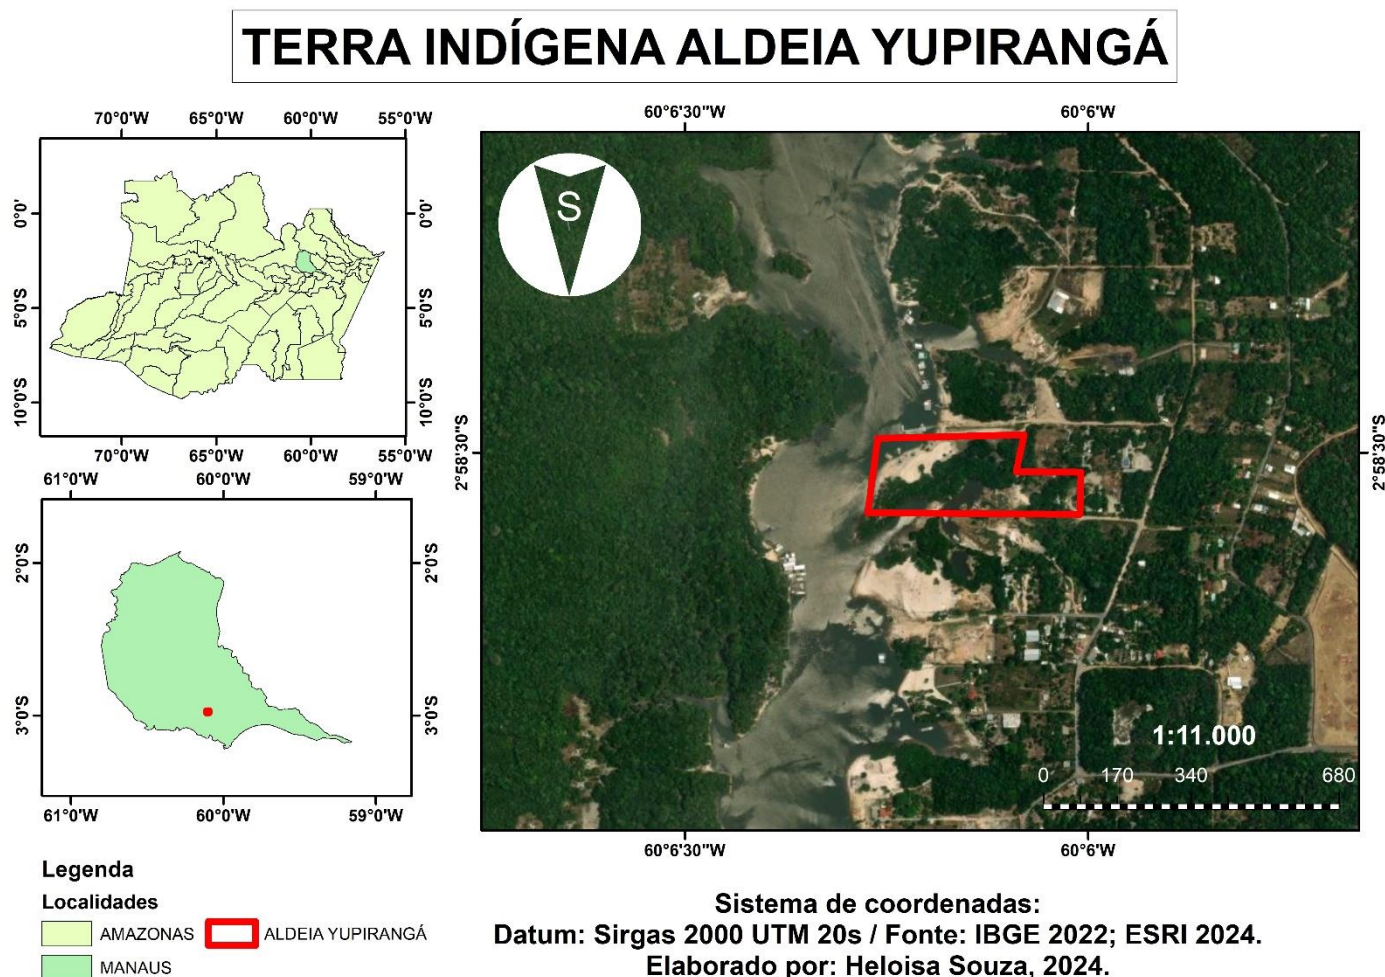 TERRA INDÍGENA ALDEIA YUPIRANGÁ
70°0'W 65°0'W 60°0'W 55°0'W
0°0' 0°0'
5°0'S 5°0'S
10°0'S 10°0'S
70°0'W 65°0'W 60°0'W 55°0'W
61°0'W 60°0'W 59°0'W
2°0'S 2°0'S
3°0'S 3°0'S
61°0'W 60°0'W 59°0'W
60°6'30"W 60°6'W
S
2°58'30"S 2°58'30"S
1:11.000
0 170 340 680
60°6'30"W 60°6'W
Legenda
Localidades
AMAZONAS ALDEIA YUPIRANGÁ
MANAUS
Sistema de coordenadas:
Datum: Sirgas 2000 UTM 20s / Fonte: IBGE 2022; ESRI 2024.
Elaborado por: Heloisa Souza, 2024.